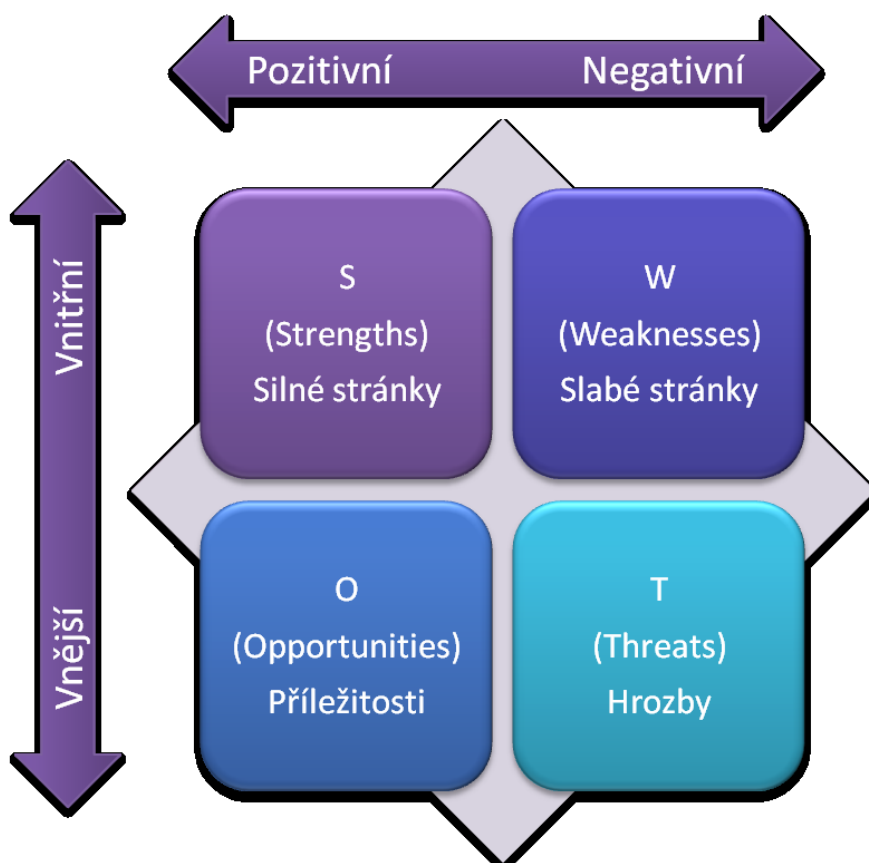 Pozitivní Negativní
Vnitřní
Vnější
S
(Strengths)
Silné stránky
W
(Weaknesses)
Slabé stránky
O
(Opportunities)
Příležitosti
T
(Threats)
Hrozby